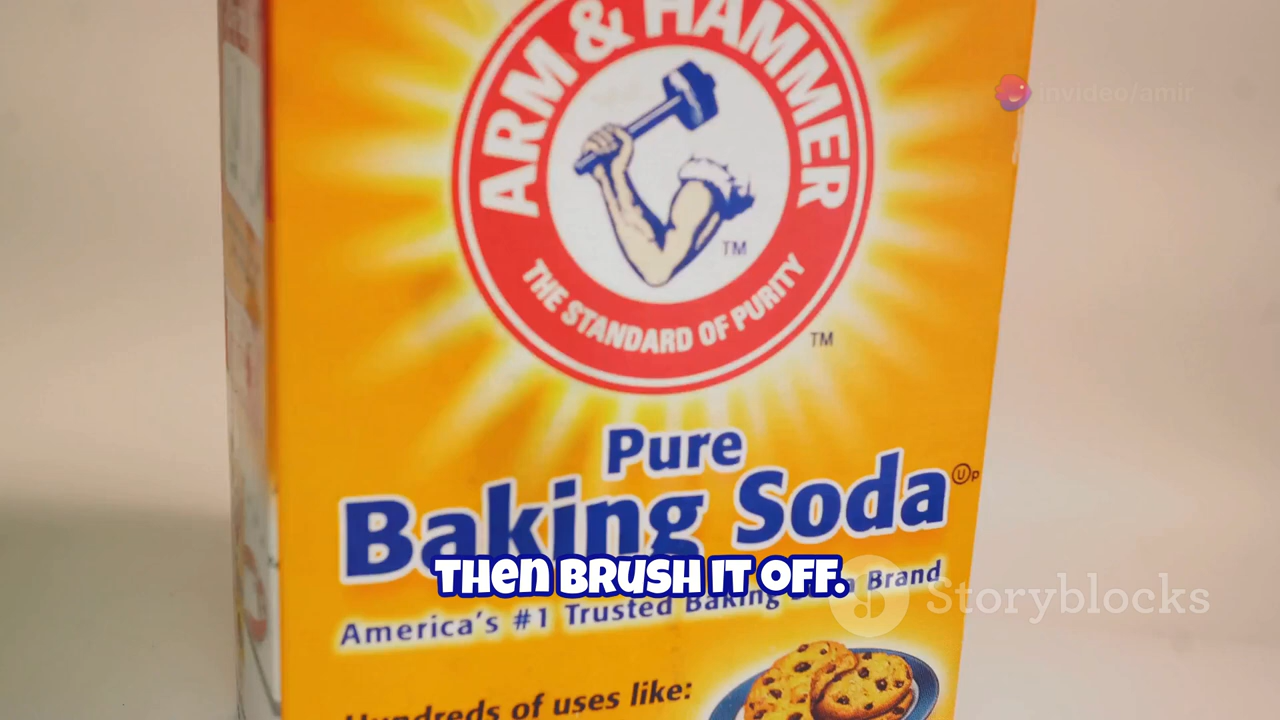 ARM & HAMMER
THE STANDARD OF PURITY
TM
TM
invideo/amir
Pure
Baking Soda
Up
THEN BRUSH IT OFF.
America's #1 Trusted Baking Brand
Storyblocks
Hundreds of uses like: